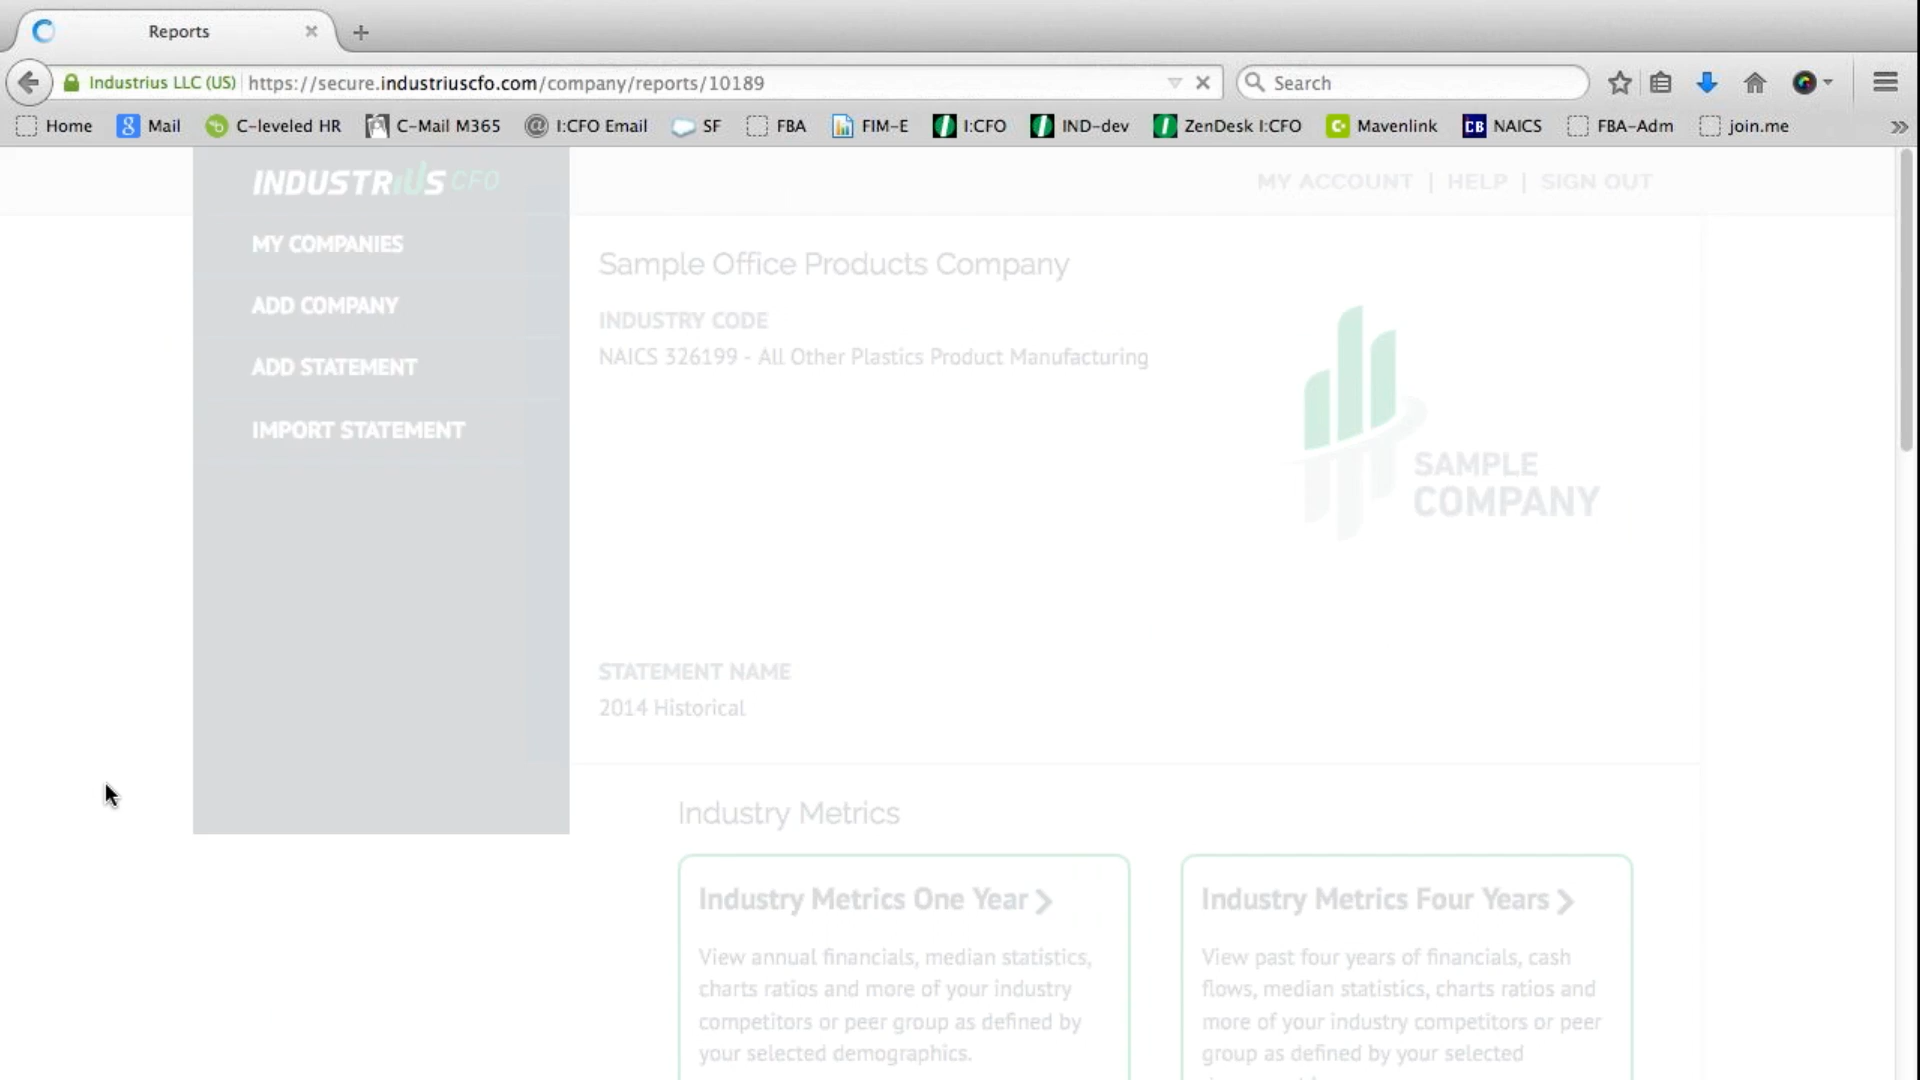 Reports
Industrius LLC (US) https://secure.industriuscfo.com/company/reports/10189 Search
Home Mail C-leveled HR C-Mail M365 I:CFO Email SF FBA FIM-E I:CFO IND-dev ZenDesk I:CFO CB NAICS Mavenlink FBA-Adm join.me
INDUSTRIUS CFO
MY ACCOUNT | HELP | SIGN OUT
MY COMPANIES
ADD COMPANY
ADD STATEMENT
IMPORT STATEMENT
Sample Office Products Company
INDUSTRY CODE
NAICS 326199 - All Other Plastics Product Manufacturing
SAMPLE
COMPANY
STATEMENT NAME
2014 Historical
Industry Metrics
Industry Metrics One Year
View annual financials, median statistics,
charts ratios and more of your industry
competitors or peer group as defined by
your selected demographics.
Industry Metrics Four Years
View past four years of financials, cash
flows, median statistics, charts ratios and
more of your industry competitors or peer
group as defined by your selected